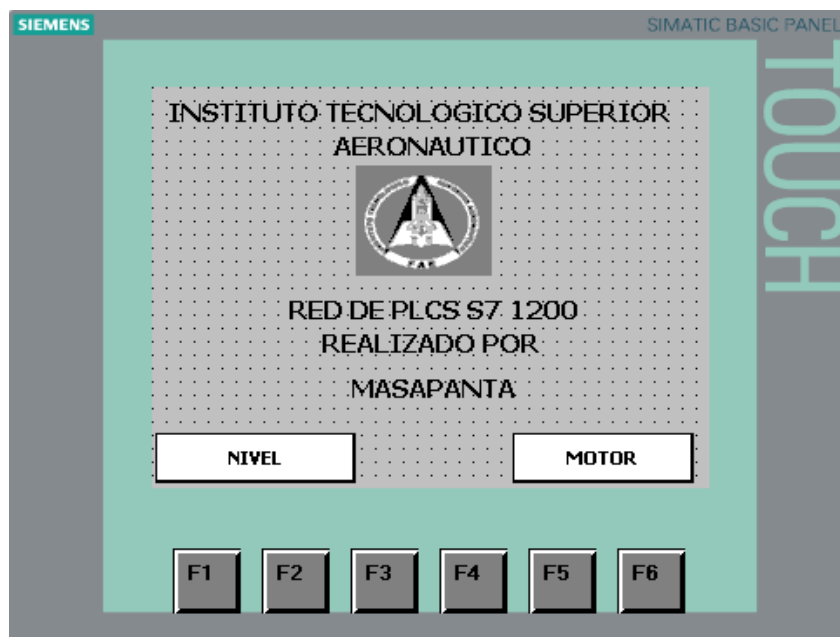 SIEMENS
SIMATIC BASIC PANEL
TOUCH
INSTITUTO TECNOLOGICO SUPERIOR
AERONAUTICO
RED DE PLCS S7 1200
REALIZADO POR
MASAPANTA
NIVEL
MOTOR
F1
F2
F3
F4
F5
F6